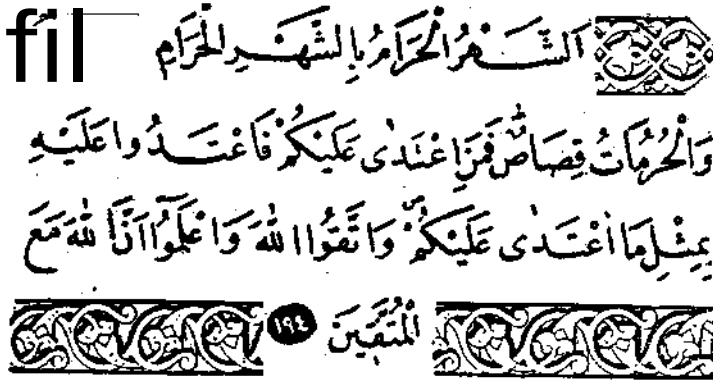 fil
اَلشَّهْرُ الْحَرَامُ بِالشَّهْرِ الْحَرَامِ
وَالْحُرُمَاتُ قِصَاصٌ فَمَنِ اعْتَدٰى عَلَيْكُمْ فَاعْتَدُوا عَلَيْهِ
بِمِثْلِ مَا اعْتَدٰى عَلَيْكُمْ وَاتَّقُوا اللّٰهَ وَاعْلَمُٓوا اَنَّ اللّٰهَ مَعَ
الْمُتَّق۪ينَ ١٩٤